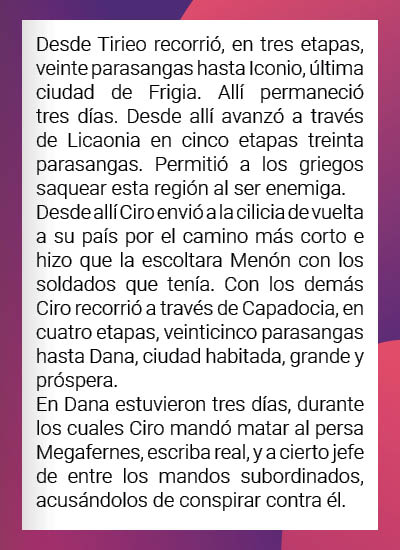 Desde Tirieo recorrió, en tres etapas,
veinte parasangas hasta Iconio, última
ciudad de Frigia. Allí permaneció
tres días. Desde allí avanzó a través
de Licaonia en cinco etapas treinta
parasangas. Permitió a los griegos
saquear esta región al ser enemiga.
Desde allí Ciro envió a la cilicia de vuelta
a su país por el camino más corto e
hizo que la escoltara Menón con los
soldados que tenía. Con los demás
Ciro recorrió a través de Capadocia, en
cuatro etapas, veinticinco parasangas
hasta Dana, ciudad habitada, grande y
próspera.
En Dana estuvieron tres días, durante
los cuales Ciro mandó matar al persa
Megafernes, escriba real, y a cierto jefe
de entre los mandos subordinados,
acusándolos de conspirar contra él.